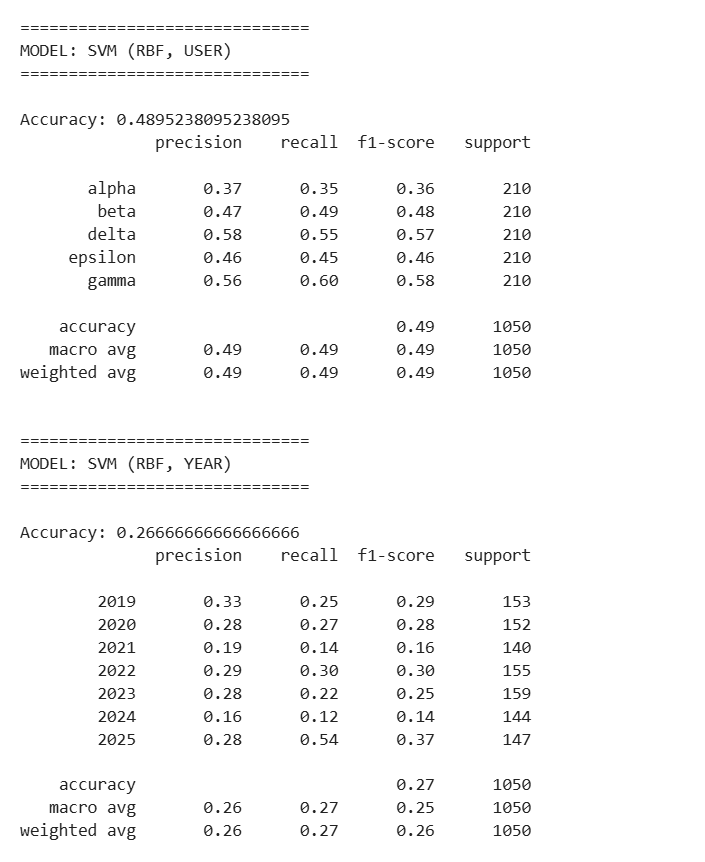 ==============================
MODEL: SVM (RBF, USER)
==============================
Accuracy: 0.4895238095238095
precision recall f1-score support
alpha 0.37 0.35 0.36 210
beta 0.47 0.49 0.48 210
delta 0.58 0.55 0.57 210
epsilon 0.46 0.45 0.46 210
gamma 0.56 0.60 0.58 210
accuracy 0.49 1050
macro avg 0.49 0.49 0.49 1050
weighted avg 0.49 0.49 0.49 1050
==============================
MODEL: SVM (RBF, YEAR)
==============================
Accuracy: 0.26666666666666666
precision recall f1-score support
2019 0.33 0.25 0.29 153
2020 0.28 0.27 0.28 152
2021 0.19 0.14 0.16 140
2022 0.29 0.30 0.30 155
2023 0.28 0.22 0.25 159
2024 0.16 0.12 0.14 144
2025 0.28 0.54 0.37 147
accuracy 0.27 1050
macro avg 0.26 0.27 0.25 1050
weighted avg 0.26 0.27 0.26 1050